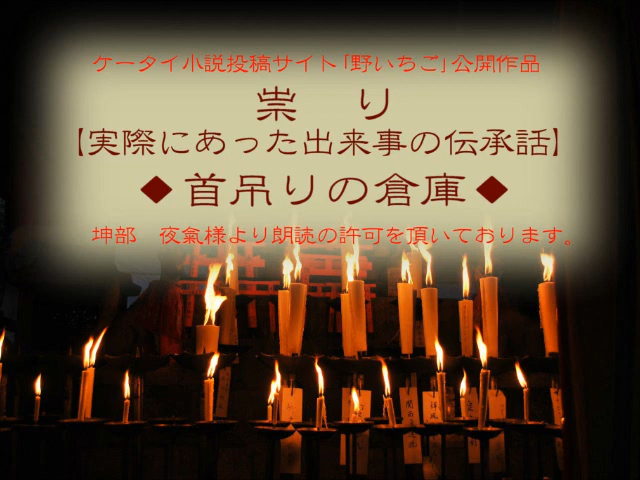 ケータイ小説投稿サイト「野いちご」公開作品
祟り
【実際にあった出来事の伝承話】
◆首吊りの倉庫◆
坤部 夜氣様より朗読の許可を頂いております。